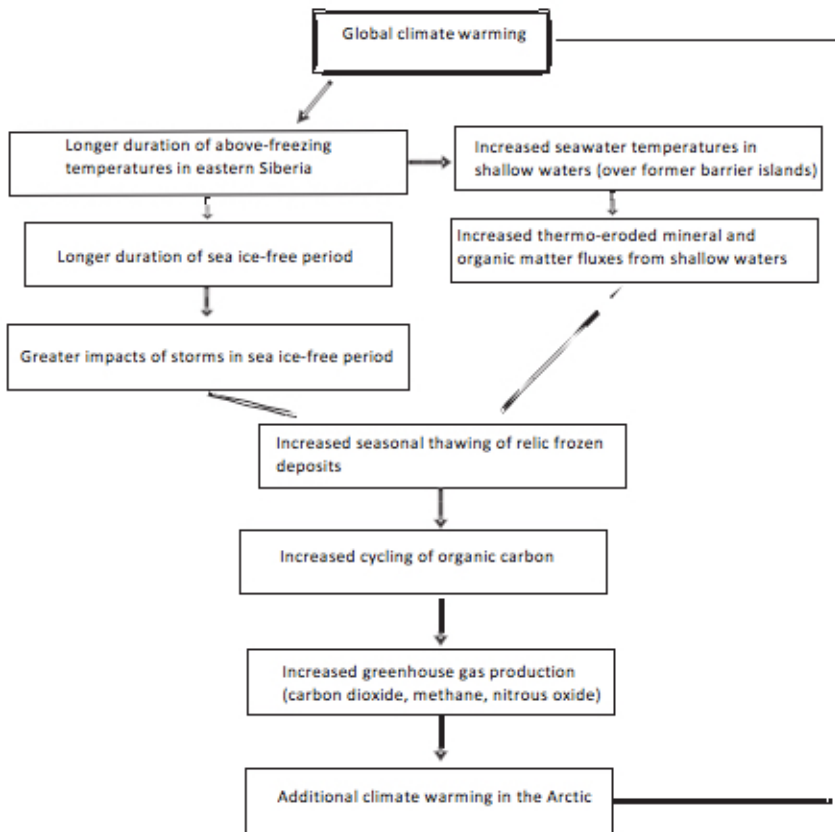 Global climate warming
Longer duration of above-freezing
temperatures in eastern Siberia
Increased seawater temperatures in
shallow waters (over former barrier islands)
Longer duration of sea ice-free period
Increased thermo-eroded mineral and
organic matter fluxes from shallow waters
Greater impacts of storms in sea ice-free period
Increased seasonal thawing of relic frozen
deposits
Increased cycling of organic carbon
Increased greenhouse gas production
(carbon dioxide, methane, nitrous oxide)
Additional climate warming in the Arctic